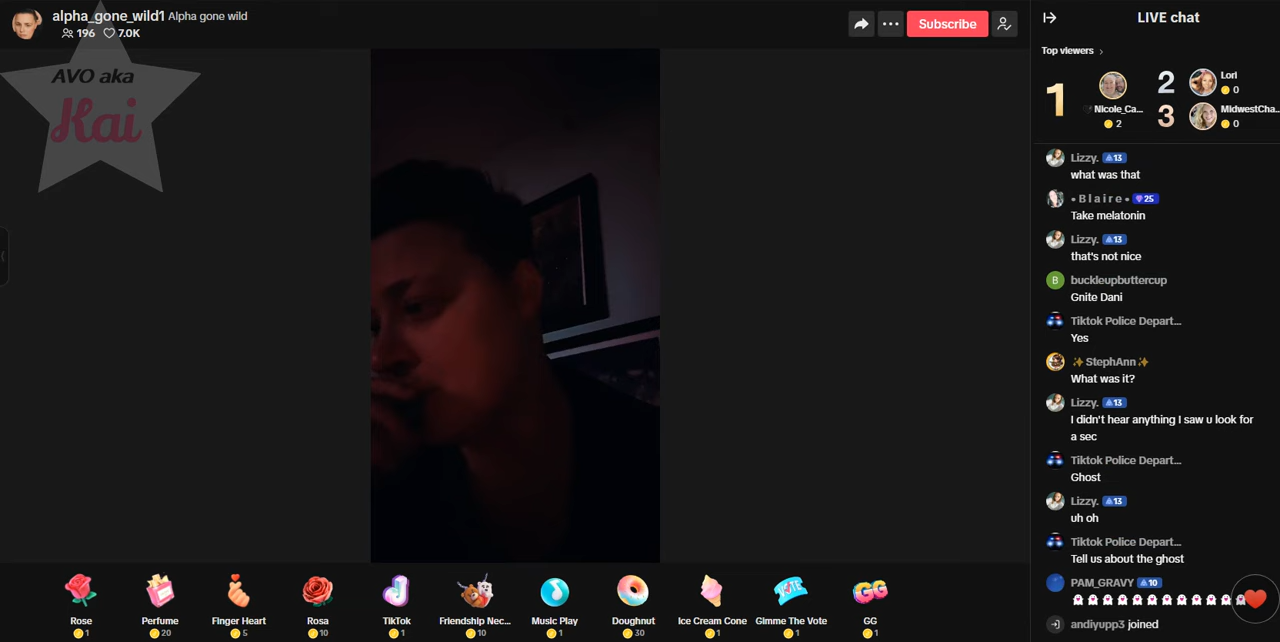 alpha_gone_wild1 Alpha gone wild
196 7.0K
Subscribe
AVO aka
Kai
LIVE chat
Top viewers
1
Nicole_Ca...
2
2
Lori
0
3
MidwestCha...
0
Lizzy. 13
what was that
• B l a i r e • 25
Take melatonin
Lizzy. 13
that's not nice
B buckleupbuttercup
Gnite Dani
Tiktok Police Depart...
Yes
StephAnn
What was it?
Lizzy. 13
I didn't hear anything I saw u look for
a sec
Tiktok Police Depart...
Ghost
Lizzy. 13
uh oh
Tiktok Police Depart...
Tell us about the ghost
PAM_GRAVY 10
andiyupp3 joined
Rose
1
Perfume
20
Finger Heart
5
Rosa
10
TikTok
1
Friendship Nec...
10
Music Play
1
Doughnut
30
Ice Cream Cone
1
VOTE
Gimme The Vote
1
GG
GG
1